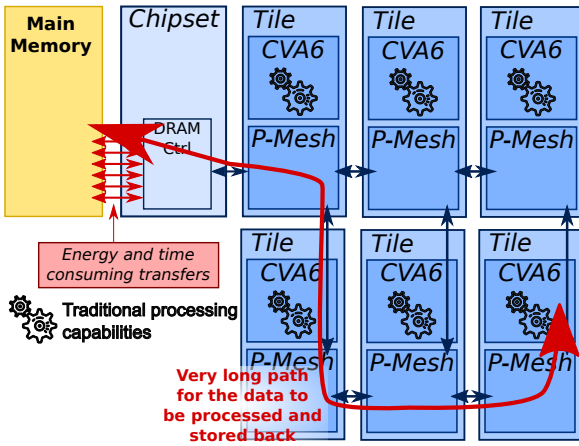 Main
Memory
Chipset
DRAM
Ctrl
Tile
CVA6
P-Mesh
Tile
CVA6
P-Mesh
Tile
CVA6
P-Mesh
Energy and time
consuming transfers
Traditional processing
capabilities
Tile
CVA6
P-Mesh
Tile
CVA6
P-Mesh
Tile
CVA6
P-Mesh
Very long path
for the data to
be processed and
stored back